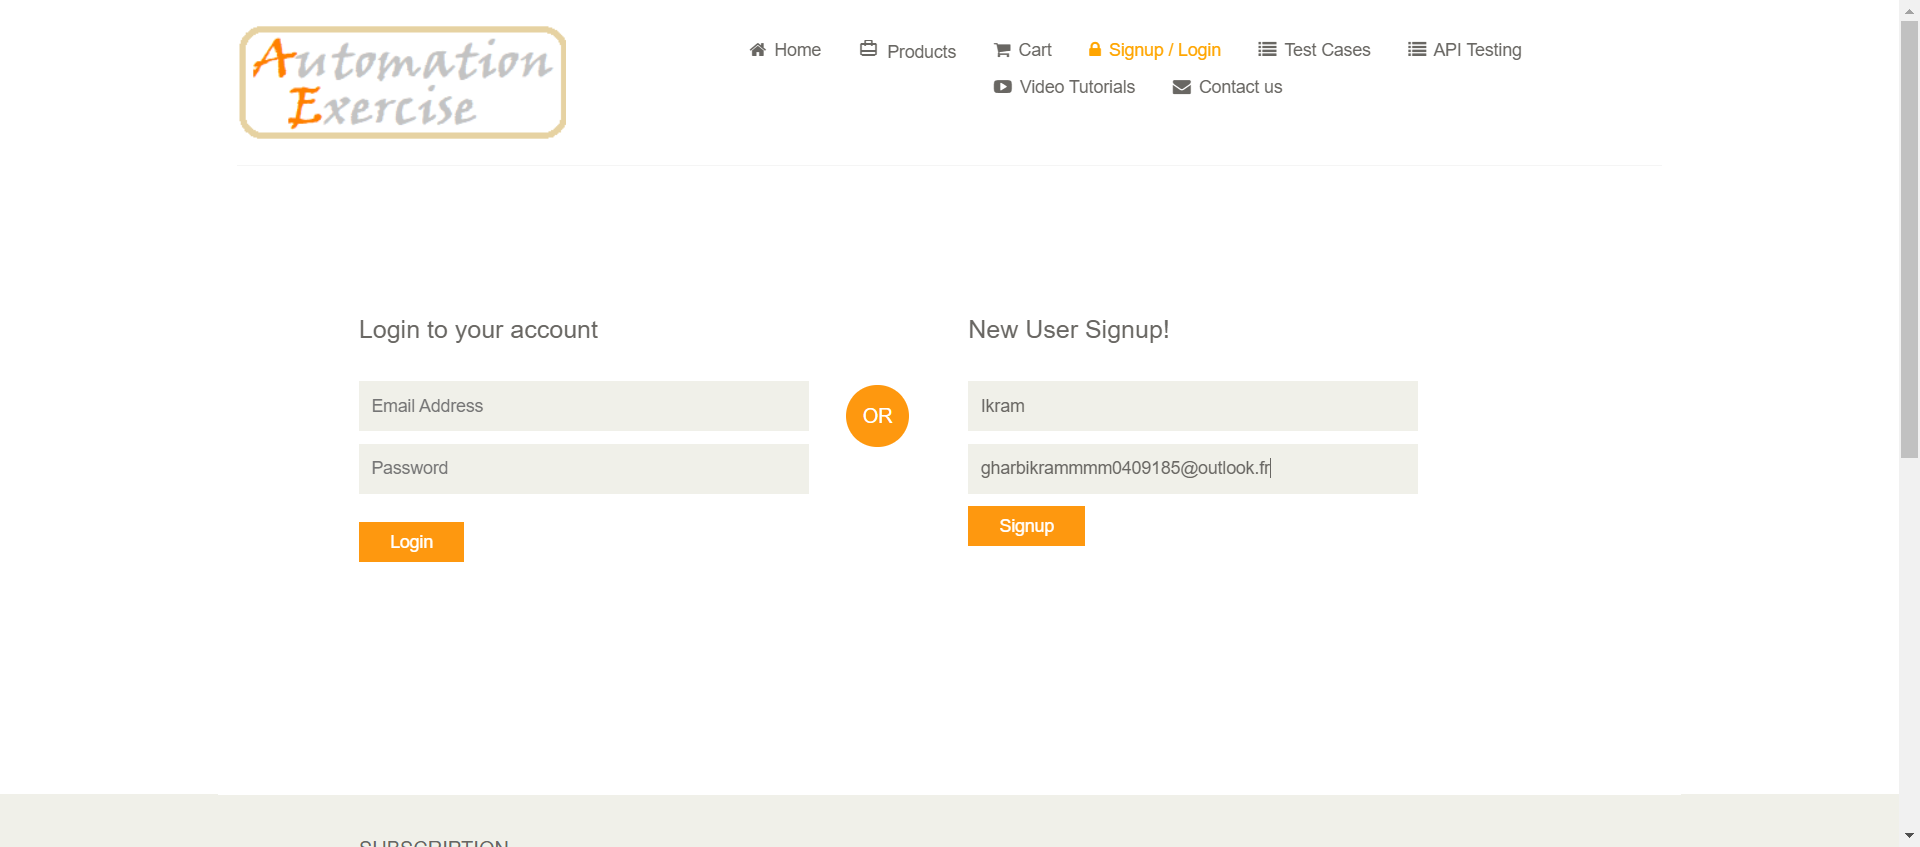 Automation
Exercise
Home
Products
Cart
Signup / Login
Test Cases
API Testing
Video Tutorials
Contact us
Login to your account
Email Address
Password
Login
OR
New User Signup!
Ikram
gharbikrammmm0409185@outlook.fr
Signup
SUBSCRIPTION